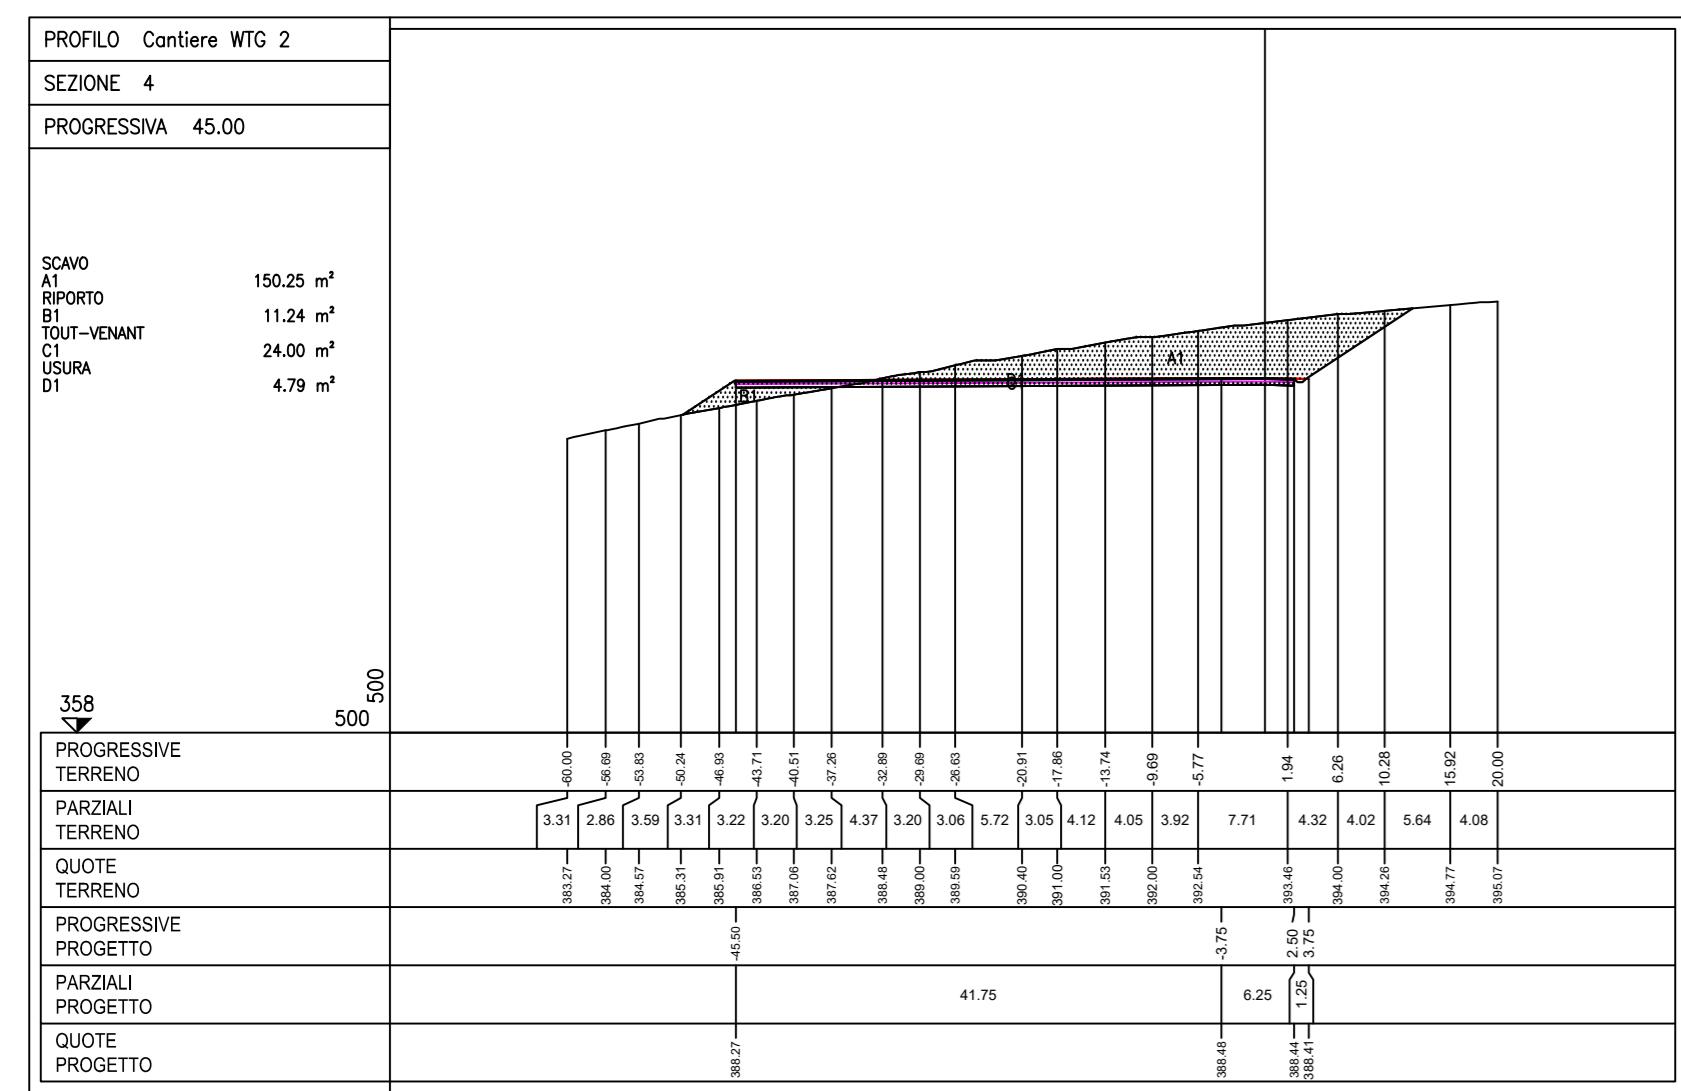 PROFILO Cantiere WTG 2
SEZIONE 4
PROGRESSIVA 45.00
SCAVO
A1 150.25 m²
RIPORTO
B1 11.24 m²
TOUT-VENANT
C1 24.00 m²
USURA
D1 4.79 m²
A1
B1
358
500
500
PROGRESSIVE
TERRENO
-60.00 -56.69 -53.83 -50.24 -46.93 -43.71 -40.51 -37.26 -32.89 -29.69 -26.63 -20.91 -17.86 -13.74 -9.69 -5.77 1.94 6.26 10.28 15.92 20.00
PARZIALI
TERRENO
3.31 2.86 3.59 3.31 3.22 3.20 3.25 4.37 3.20 3.06 5.72 3.05 4.12 4.05 3.92 7.71 4.32 4.02 5.64 4.08
QUOTE
TERRENO
383.27 384.00 384.57 385.31 385.91 386.53 387.06 387.62 388.48 389.00 389.59 390.40 391.00 391.53 392.00 392.54 393.46 394.00 394.26 394.77 395.07
PROGRESSIVE
PROGETTO
-45.50 -3.75 2.50 3.75
PARZIALI
PROGETTO
41.75 6.25 1.25
QUOTE
PROGETTO
388.27 388.48 388.44 388.41